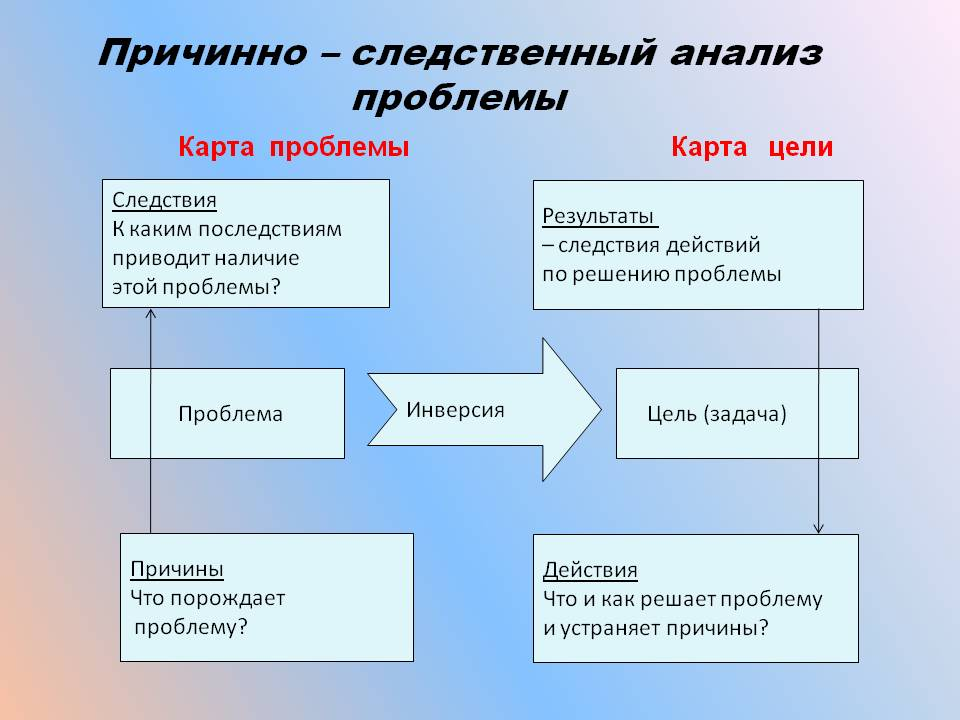 Причинно – следственный анализ
проблемы
Карта проблемы
Карта цели
Следствия
К каким последствиям
приводит наличие
этой проблемы?
Результаты
– следствия действий
по решению проблемы
Проблема
Инверсия
Цель (задача)
Причины
Что порождает
проблему?
Действия
Что и как решает проблему
и устраняет причины?